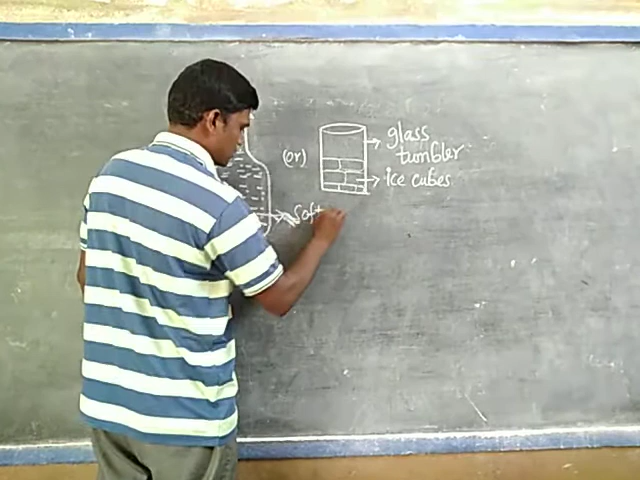 (or)
glass
tumbler
ice cubes
Soft